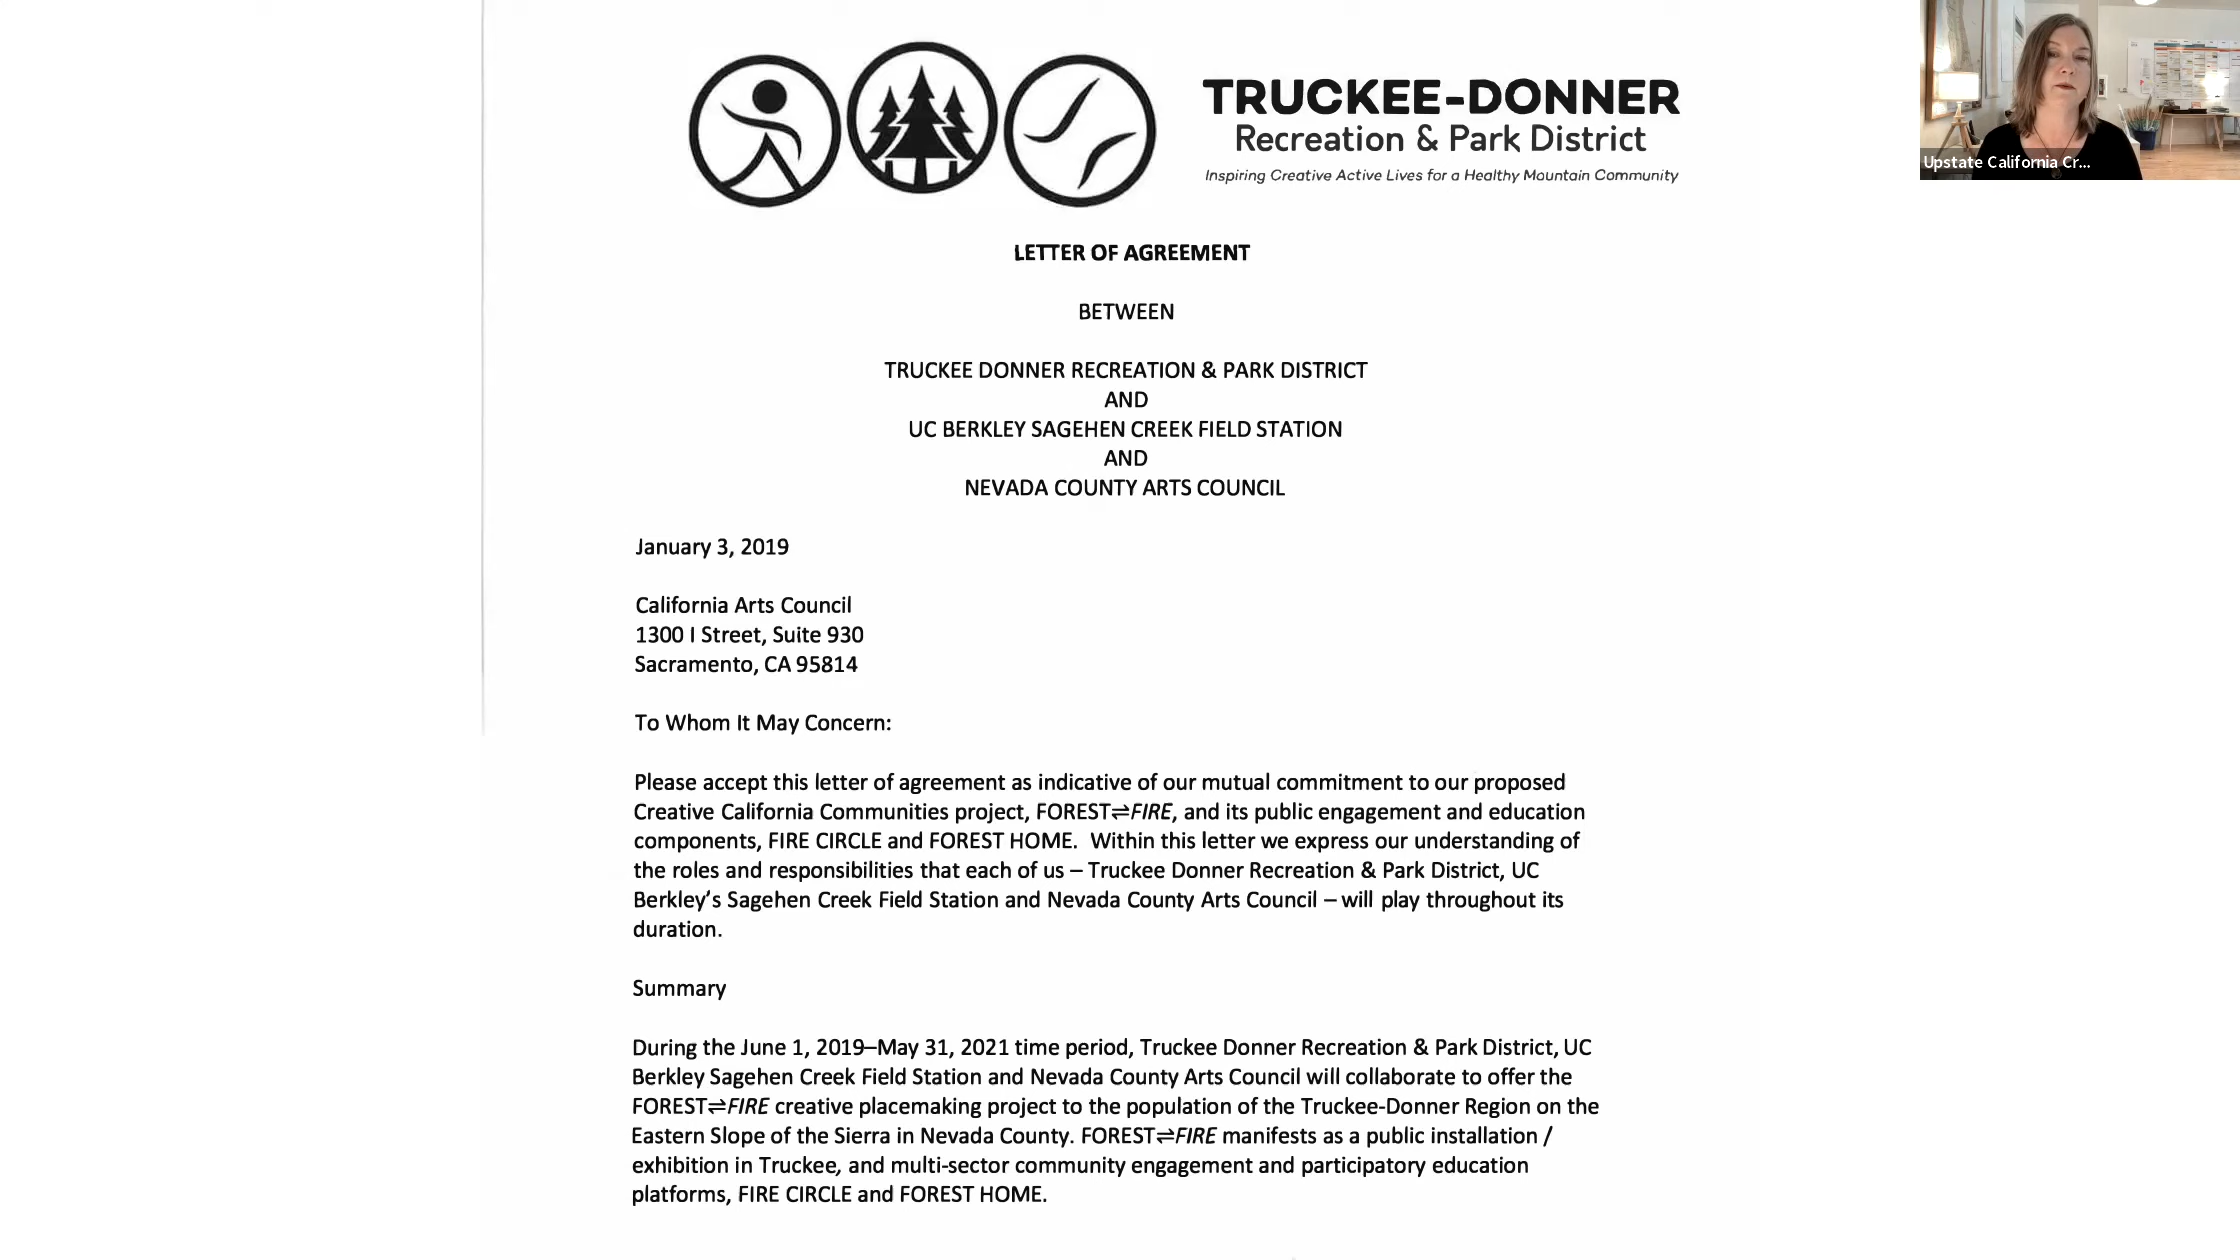 TRUCKEE-DONNER
Recreation & Park District
Inspiring Creative Active Lives for a Healthy Mountain Community
Upstate California Cr...
LETTER OF AGREEMENT
BETWEEN
TRUCKEE DONNER RECREATION & PARK DISTRICT
AND
UC BERKLEY SAGEHEN CREEK FIELD STATION
AND
NEVADA COUNTY ARTS COUNCIL
January 3, 2019
California Arts Council
1300 I Street, Suite 930
Sacramento, CA 95814
To Whom It May Concern:
Please accept this letter of agreement as indicative of our mutual commitment to our proposed
Creative California Communities project, FOREST⇌FIRE, and its public engagement and education
components, FIRE CIRCLE and FOREST HOME.  Within this letter we express our understanding of
the roles and responsibilities that each of us – Truckee Donner Recreation & Park District, UC
Berkley’s Sagehen Creek Field Station and Nevada County Arts Council – will play throughout its
duration.
Summary
During the June 1, 2019–May 31, 2021 time period, Truckee Donner Recreation & Park District, UC
Berkley Sagehen Creek Field Station and Nevada County Arts Council will collaborate to offer the
FOREST⇌FIRE creative placemaking project to the population of the Truckee-Donner Region on the
Eastern Slope of the Sierra in Nevada County. FOREST⇌FIRE manifests as a public installation /
exhibition in Truckee, and multi-sector community engagement and participatory education
platforms, FIRE CIRCLE and FOREST HOME.